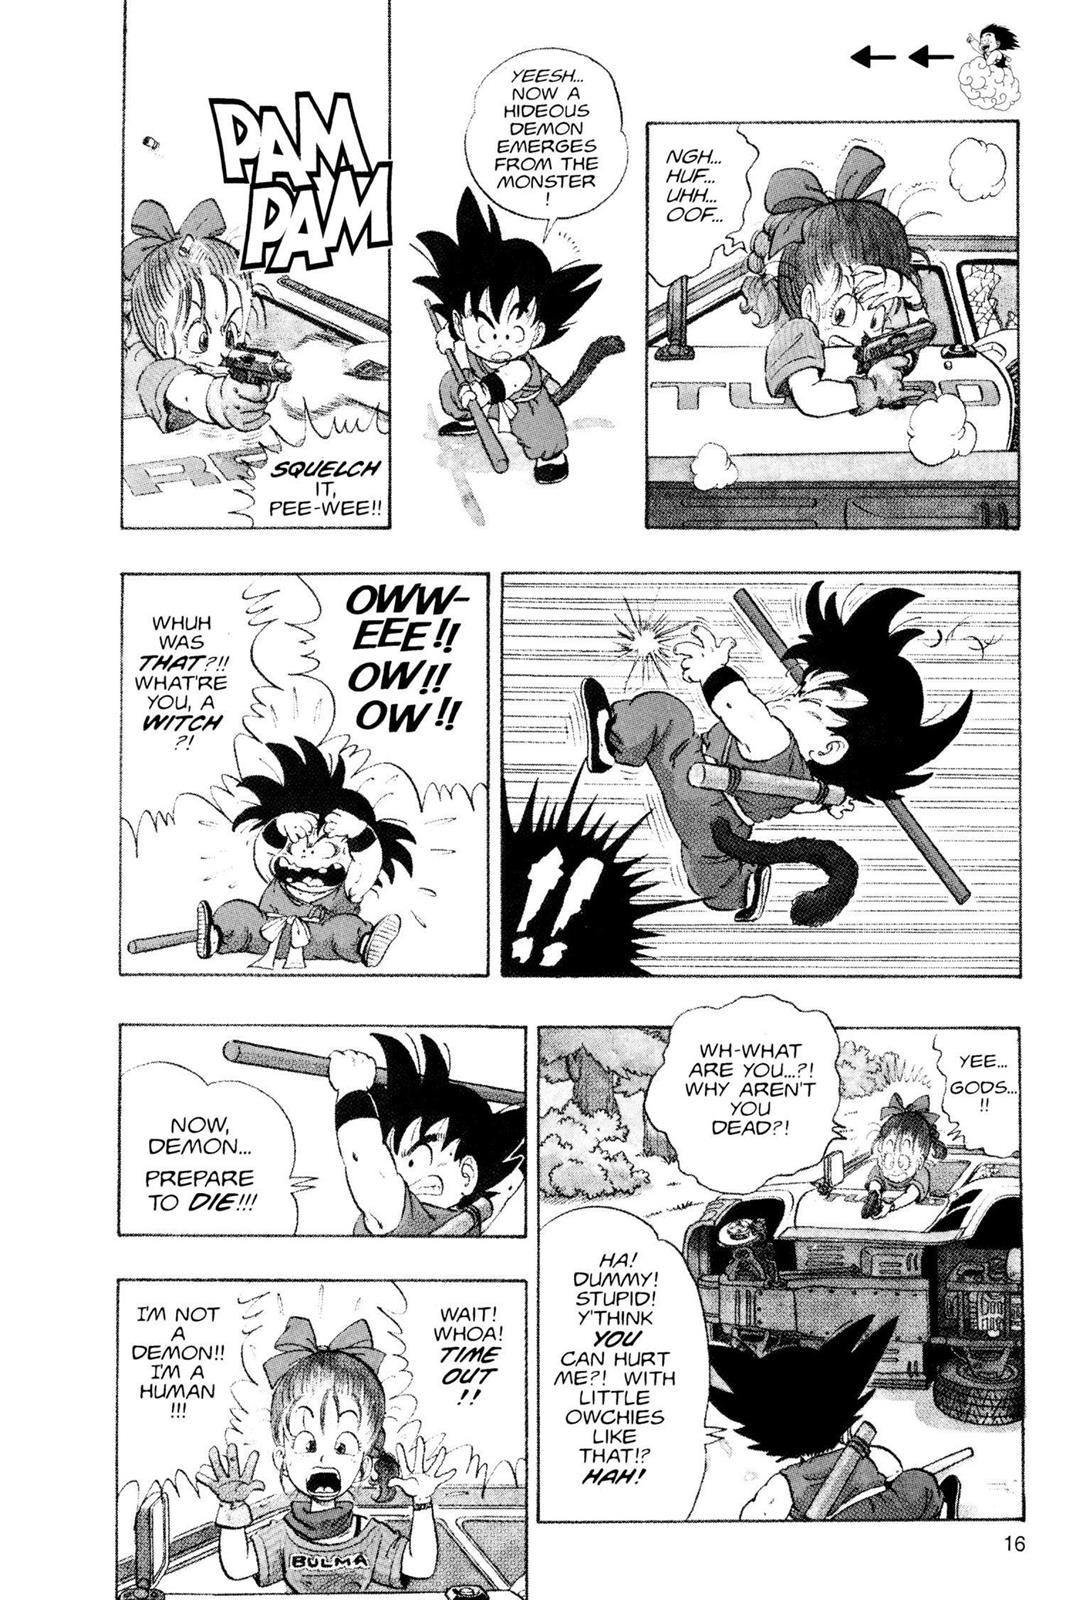 NGH...
HUF...
UHH...
OOF...
TURBO
YEESH...
NOW A
HIDEOUS
DEMON
EMERGES
FROM THE
MONSTER
!
PAM
PAM
SQUELCH
IT,
PEE-WEE!!
!!
OWW-
EEE!!
OW!!
OW!!
WHUH
WAS
THAT?!!
WHAT'RE
YOU, A
WITCH
?!
YEE...
GODS...
!!
WH-WHAT
ARE YOU...?!
WHY AREN'T
YOU
DEAD?!
HA!
DUMMY!
STUPID!
Y'THINK
YOU
CAN HURT
ME?! WITH
LITTLE
OWCHIES
LIKE
THAT!?
HAH!
NOW,
DEMON...
PREPARE
TO DIE!!!
WAIT!
WHOA!
TIME
OUT
!!
I'M NOT
A
DEMON!!
I'M A
HUMAN
!!!
BULMA
16